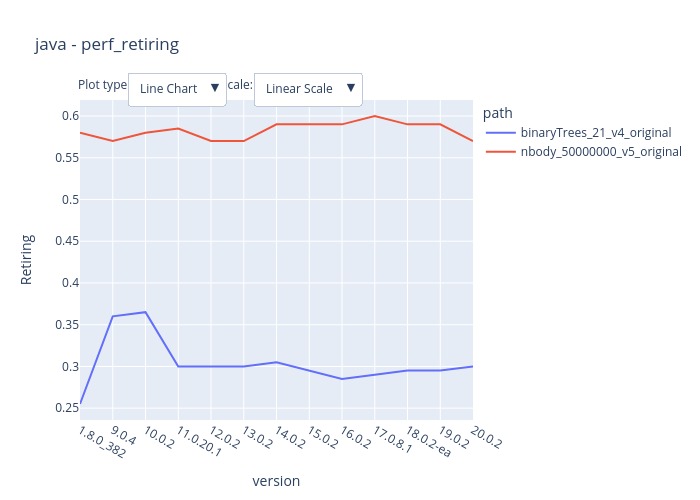 java - perf_retiring
Plot type
Line Chart ▼
cale:
Linear Scale ▼
path
binaryTrees_21_v4_original
nbody_50000000_v5_original
Retiring
0.6
0.55
0.5
0.45
0.4
0.35
0.3
0.25
1.8.0_382
9.0.4
10.0.2
11.0.20.1
12.0.2
13.0.2
14.0.2
15.0.2
16.0.2
17.0.8.1
18.0.2-ea
19.0.2
20.0.2
version